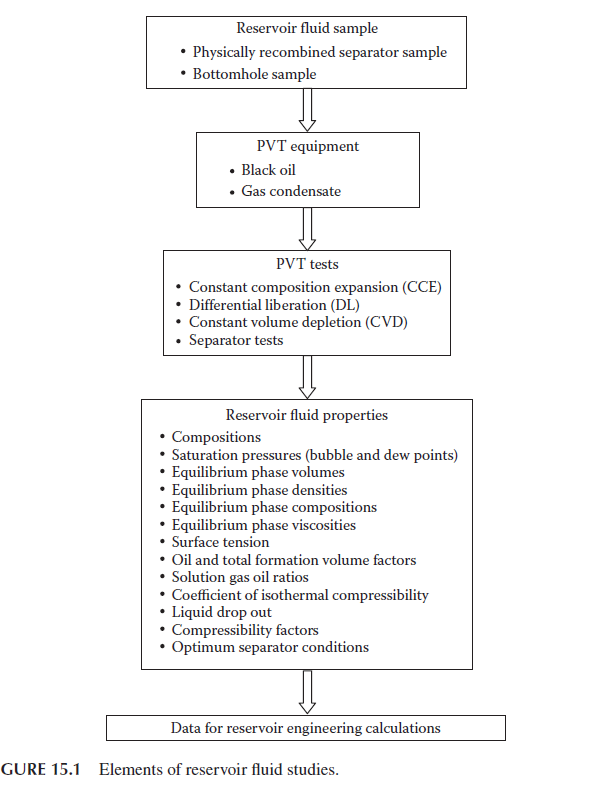 Reservoir fluid sample
• Physically recombined separator sample
• Bottomhole sample
PVT equipment
• Black oil
• Gas condensate
PVT tests
• Constant composition expansion (CCE)
• Differential liberation (DL)
• Constant volume depletion (CVD)
• Separator tests
Reservoir fluid properties
• Compositions
• Saturation pressures (bubble and dew points)
• Equilibrium phase volumes
• Equilibrium phase densities
• Equilibrium phase compositions
• Equilibrium phase viscosities
• Surface tension
• Oil and total formation volume factors
• Solution gas oil ratios
• Coefficient of isothermal compressibility
• Liquid drop out
• Compressibility factors
• Optimum separator conditions
Data for reservoir engineering calculations
GURE 15.1 Elements of reservoir fluid studies.